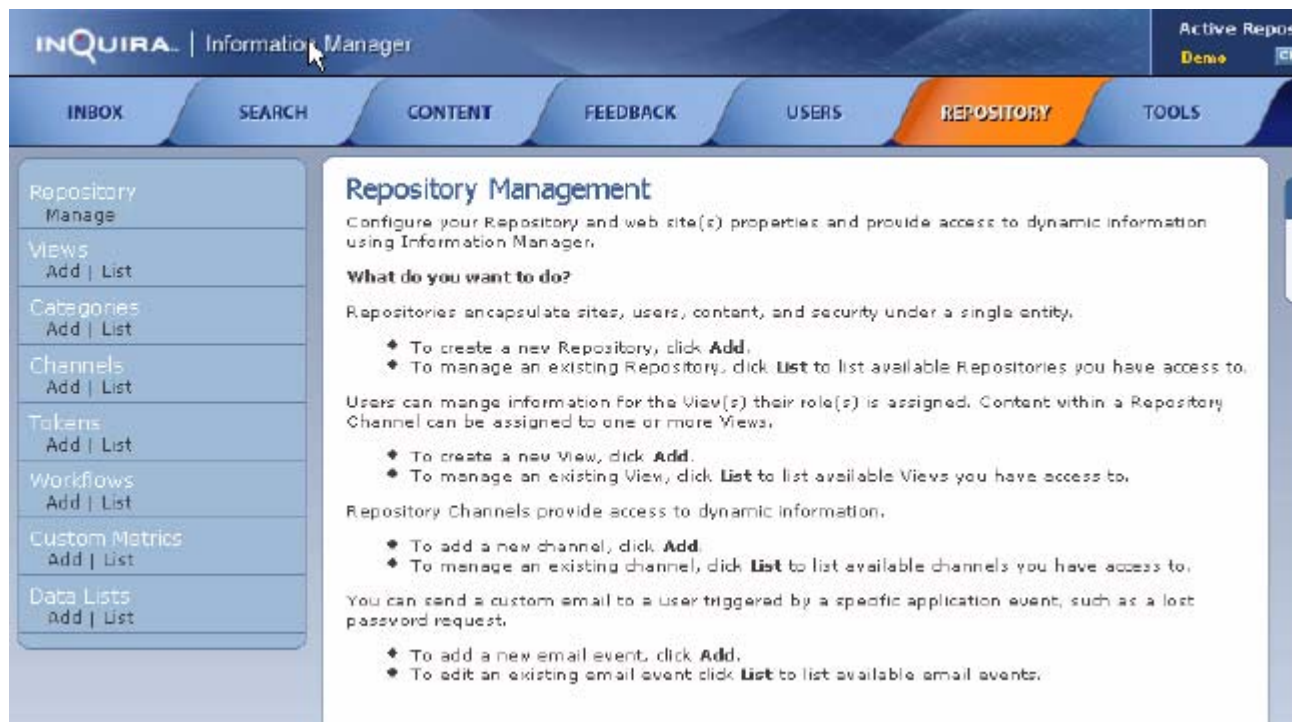 INQUIRA | Information Manager
Active Repos
Demo
INBOX SEARCH CONTENT FEEDBACK USERS REPOSITORY TOOLS
Repository
Manage
Views
Add | List
Categories
Add | List
Channels
Add | List
Tokens
Add | List
Workflows
Add | List
Custom Metrics
Add | List
Data Lists
Add | List
Repository Management
Configure your Repository and web site(s) properties and provide access to dynamic information
using Information Manager.
What do you want to do?
Repositories encapsulate sites, users, content, and security under a single entity.
To create a new Repository, click Add.
To manage an existing Repository, click List to list available Repositories you have access to.
Users can mange information for the View(s) their role(s) is assigned. Content within a Repository
Channel can be assigned to one or more Views.
To create a new View, click Add.
To manage an existing View, click List to list available Views you have access to.
Repository Channels provide access to dynamic information.
To add a new channel, click Add.
To manage an existing channel, click List to list available channels you have access to.
You can send a custom email to a user triggered by a specific application event, such as a lost
password request.
To add a new email event, click Add.
To edit an existing email event click List to list available email events.